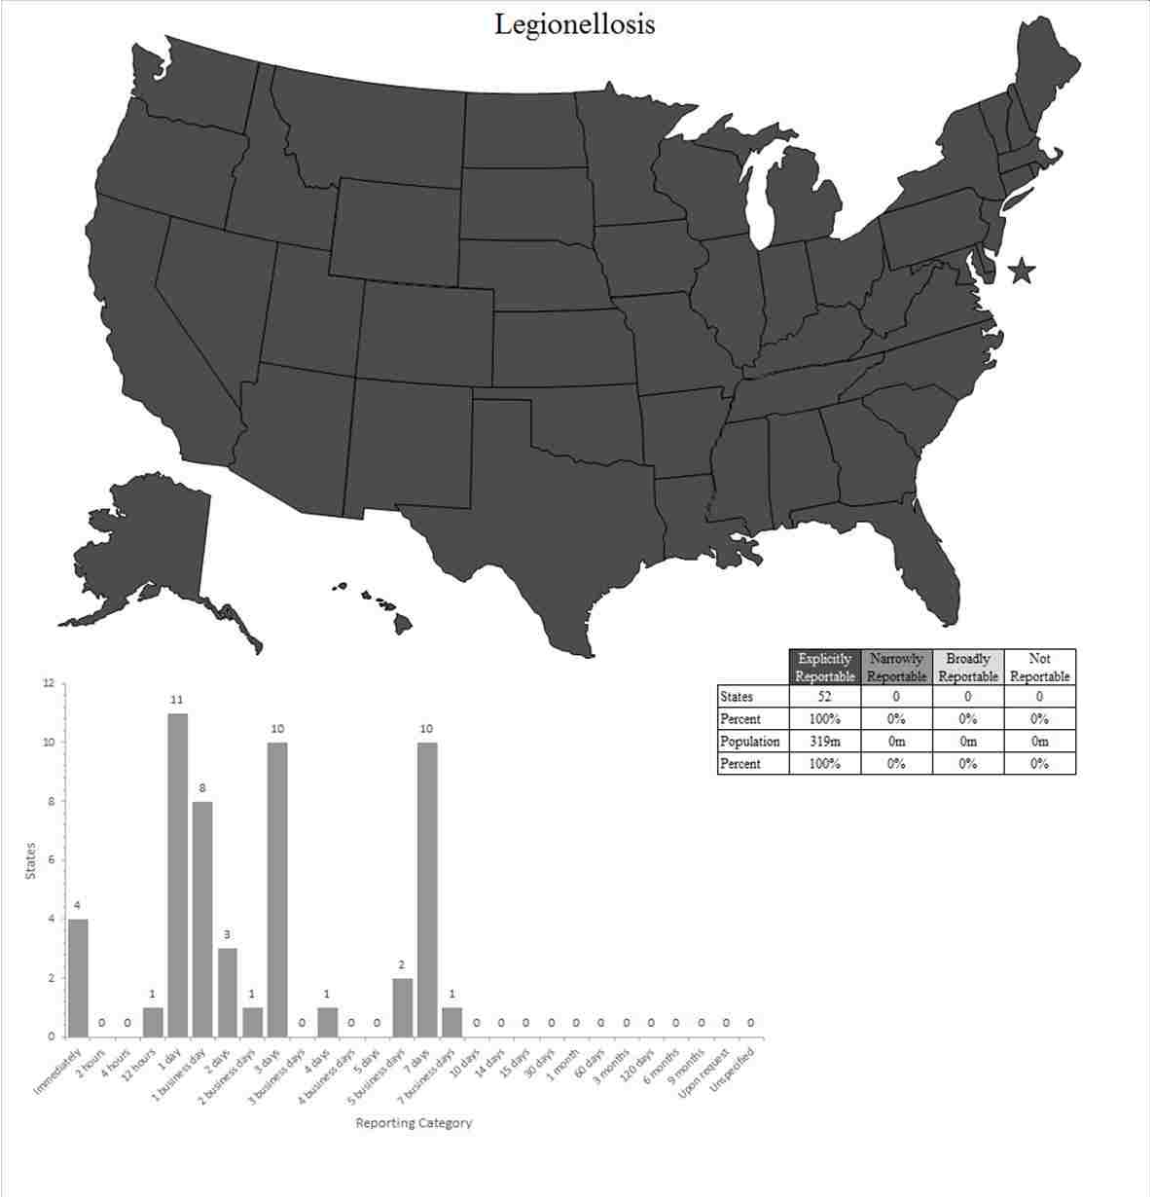 Legionellosis
Explicitly Reportable Narrowly Reportable Broadly Reportable Not Reportable
States 52 0 0 0
Percent 100% 0% 0% 0%
Population 319m 0m 0m 0m
Percent 100% 0% 0% 0%
States
12
10
8
6
4
2
0
4 0 0 1 11 8 3 1 10 0 1 0 0 2 10 1 0 0 0 0 0 0 0 0 0 0 0 0
Immediately
2 hours
4 hours
12 hours
1 day
1 business day
2 days
2 business days
3 days
3 business days
4 days
4 business days
5 days
5 business days
7 days
7 business days
10 days
14 days
15 days
30 days
1 month
60 days
3 months
120 days
6 months
9 months
Upon request
Unspecified
Reporting Category